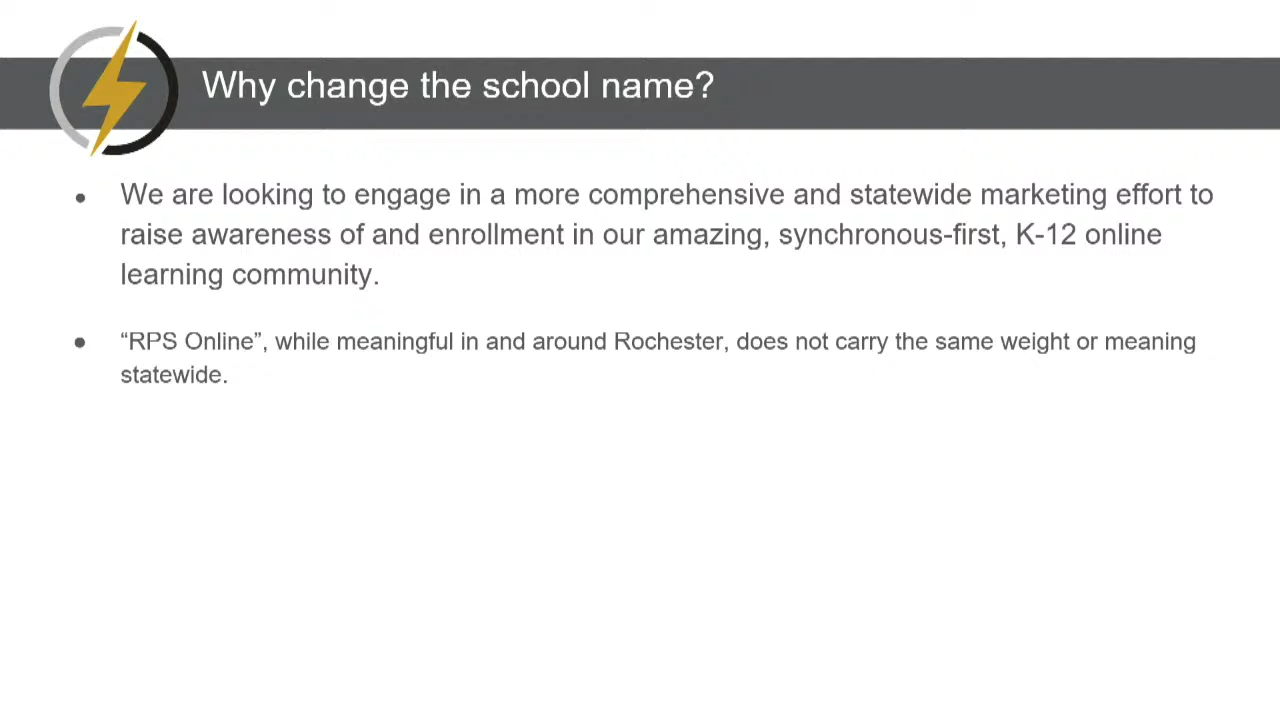 Why change the school name?
• We are looking to engage in a more comprehensive and statewide marketing effort to
raise awareness of and enrollment in our amazing, synchronous-first, K-12 online
learning community.
• “RPS Online”, while meaningful in and around Rochester, does not carry the same weight or meaning
statewide.